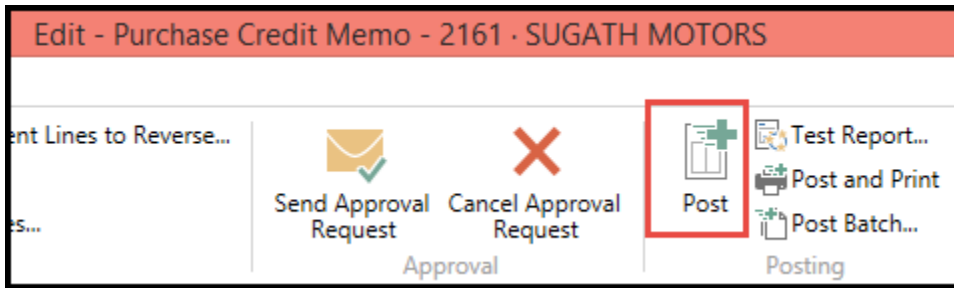 Edit - Purchase Credit Memo - 2161 · SUGATH MOTORS
ent Lines to Reverse...
es...
Send Approval
Request
Cancel Approval
Request
Approval
Post
Test Report...
Post and Print
Post Batch...
Posting